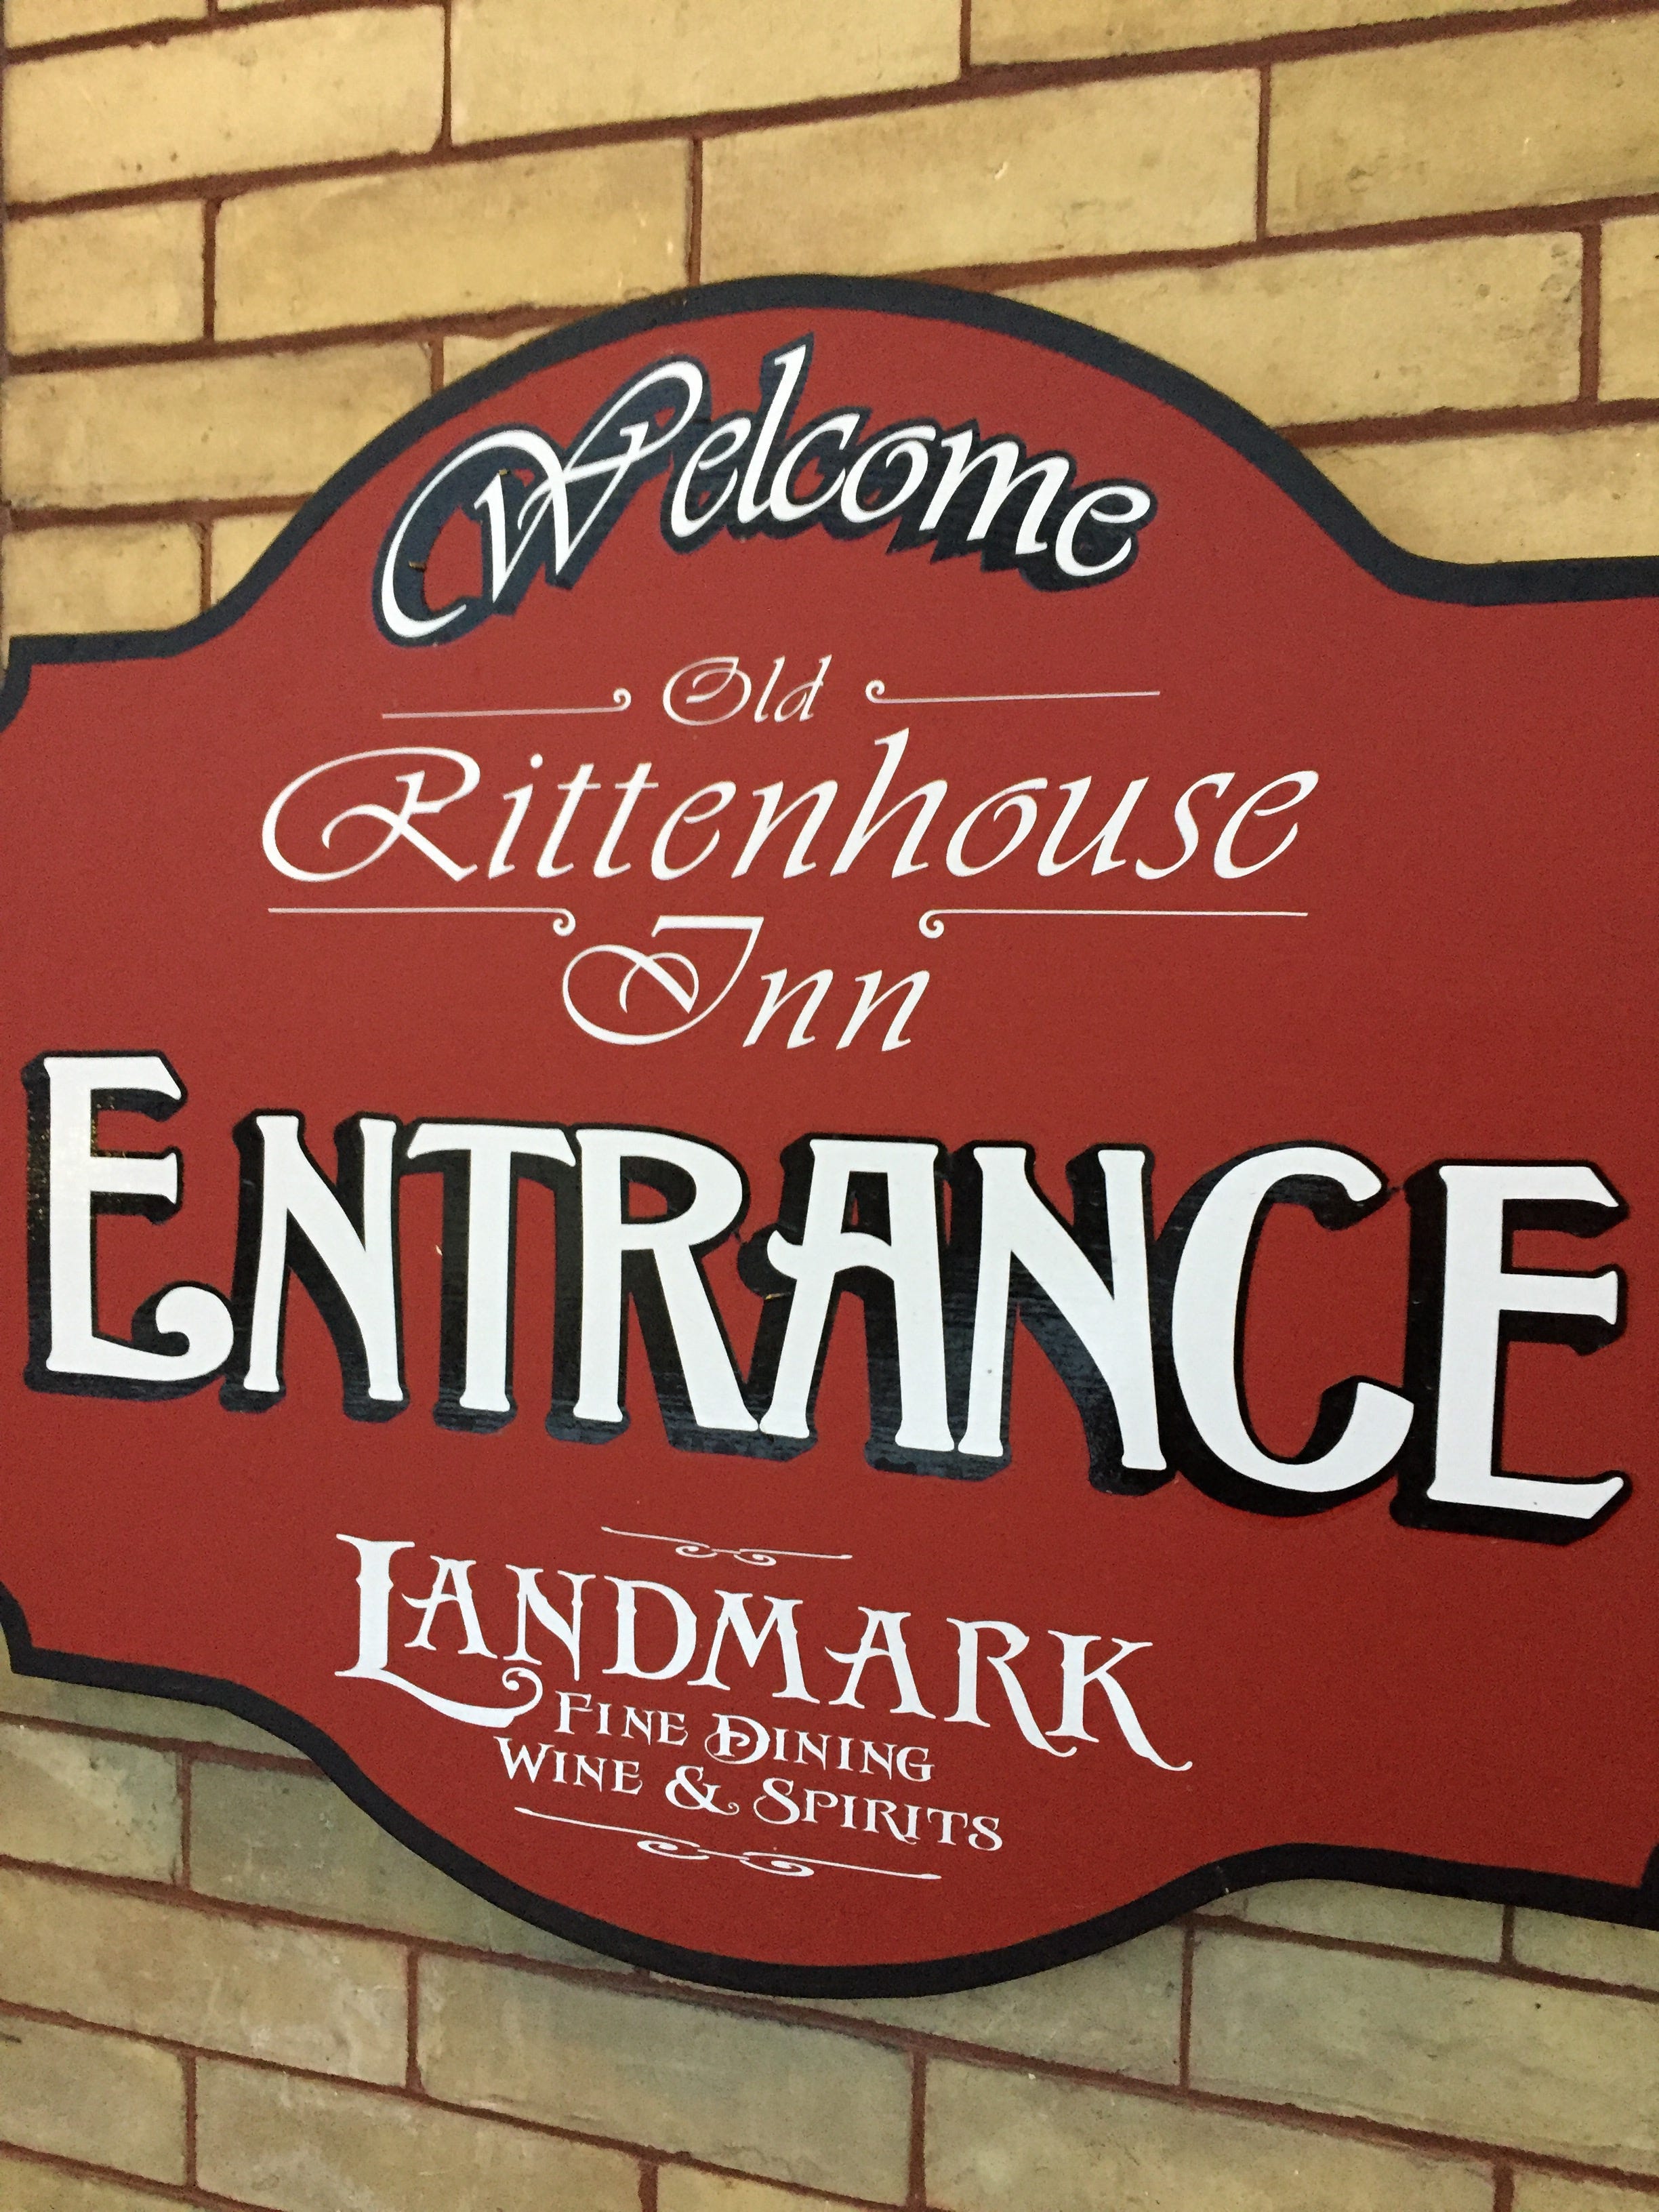 Welcome
Old
Rittenhouse
Inn
ENTRANCE
LANDMARK
FINE DINING
WINE & SPIRITS